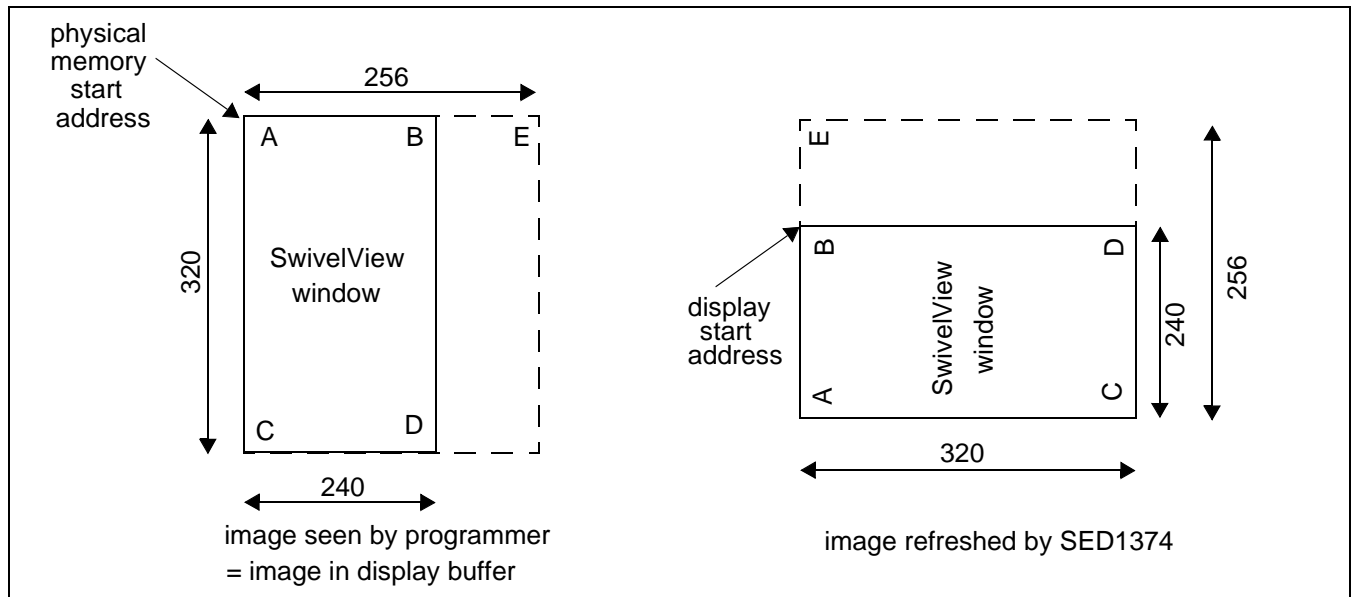 physical
memory
start
address
256
A
B
E
320
SwivelView
window
C
D
240
image seen by programmer
= image in display buffer
E
display
start
address
B
D
SwivelView
window
A
C
240
256
320
image refreshed by SED1374